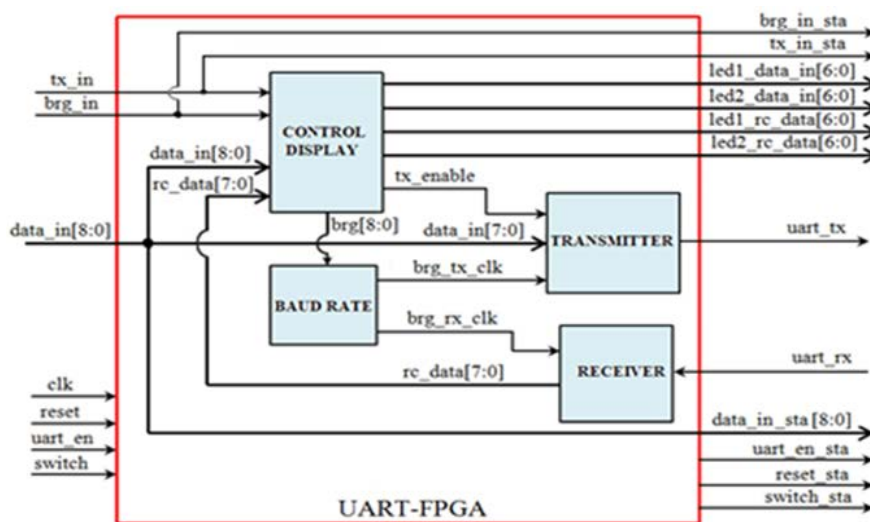 brg_in_sta
tx_in_sta
tx_in
led1_data_in[6:0]
brg_in
led2_data_in[6:0]
CONTROL
DISPLAY
led1_rc_data[6:0]
data_in[8:0]
led2_rc_data[6:0]
rc_data[7:0]
tx_enable
data_in[8:0]
brg[8:0]
data_in[7:0]
TRANSMITTER
uart_tx
brg_tx_clk
BAUD RATE
brg_rx_clk
uart_rx
rc_data[7:0]
RECEIVER
clk
reset
data_in_sta[8:0]
uart_en
uart_en_sta
switch
reset_sta
switch_sta
UART-FPGA